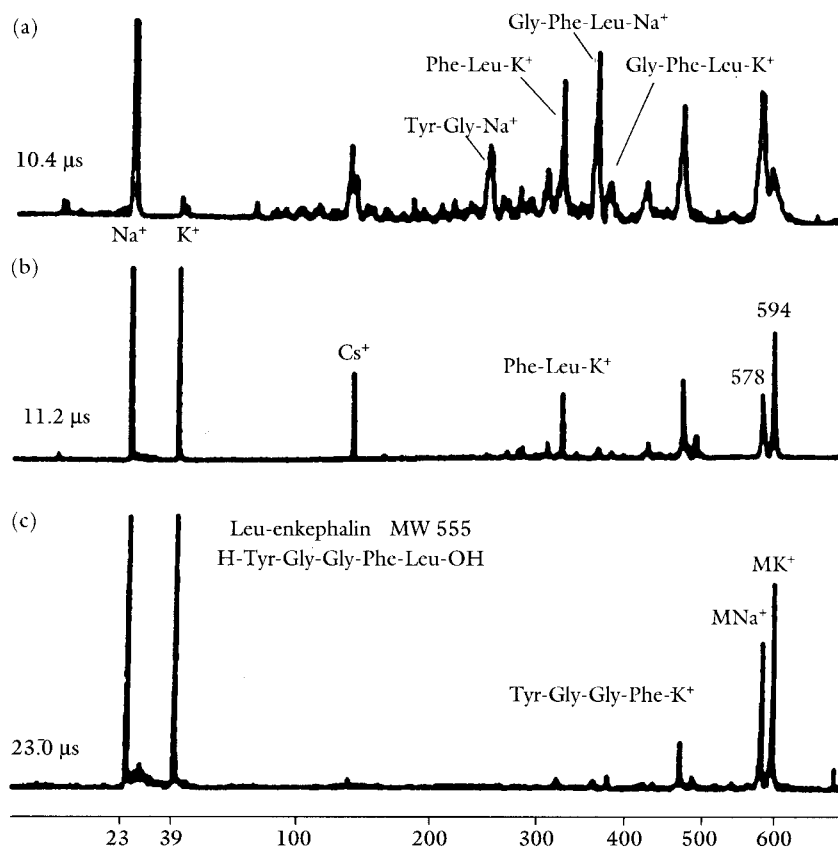 (a)
Gly-Phe-Leu-Na⁺
Phe-Leu-K⁺
Gly-Phe-Leu-K⁺
Tyr-Gly-Na⁺
10.4 μs
Na⁺
K⁺
(b)
594
Cs⁺
Phe-Leu-K⁺
578
11.2 μs
(c)
Leu-enkephalin MW 555
H-Tyr-Gly-Gly-Phe-Leu-OH
MK⁺
MNa⁺
Tyr-Gly-Gly-Phe-K⁺
23.0 μs
23 39 100 200 300 400 500 600